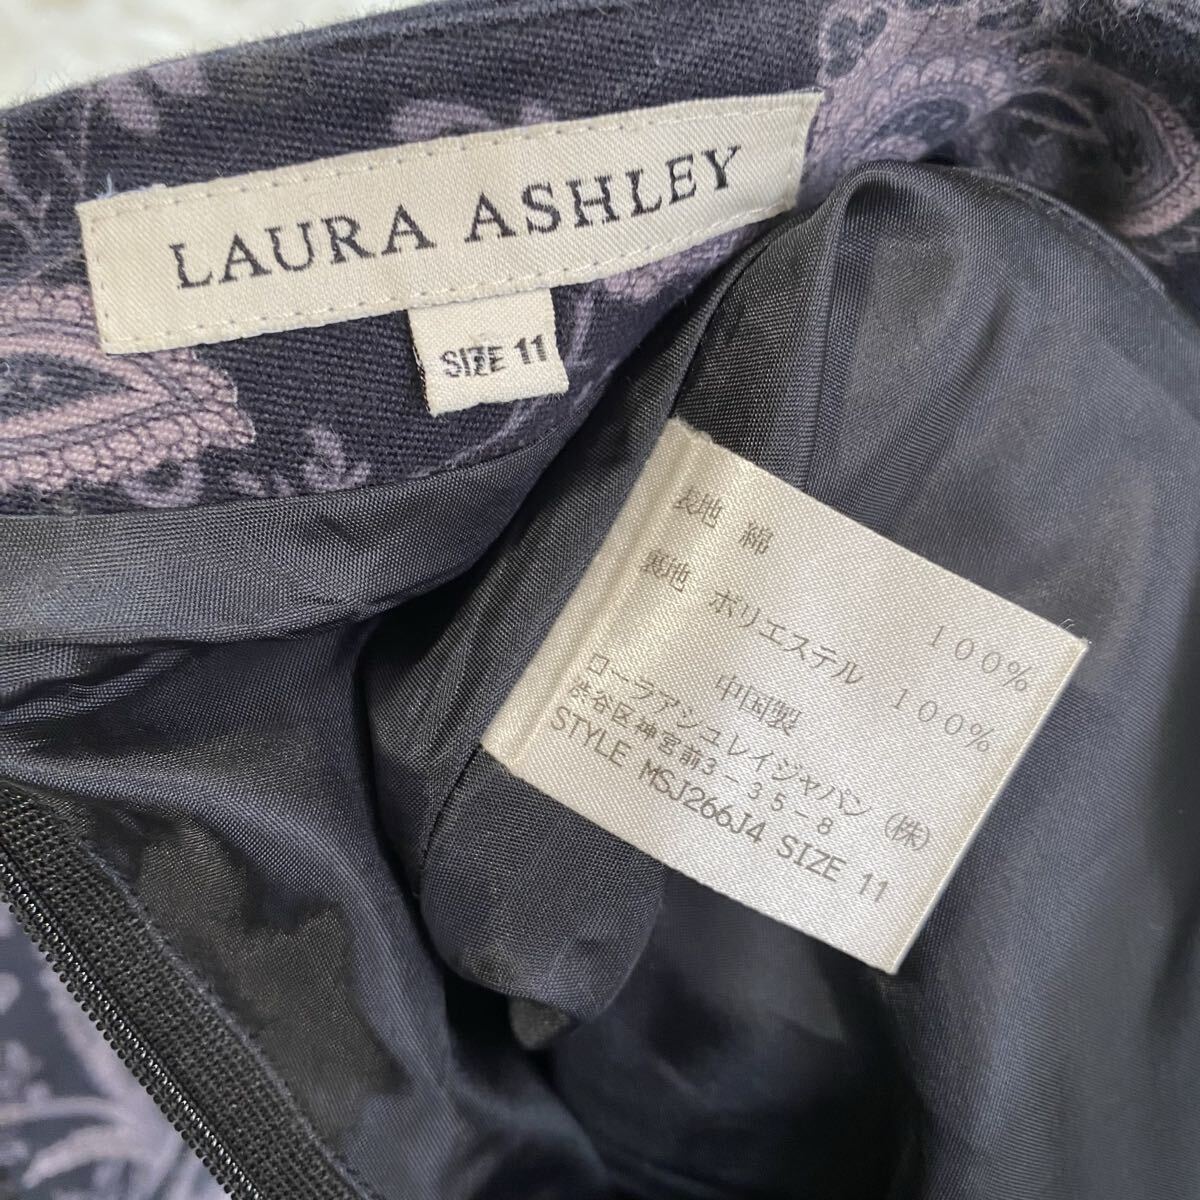 LAURA ASHLEY
SIZE 11
表地 綿 100%
裏地 ポリエステル 100%
中国製
ローラアシュレイジャパン(株)
渋谷区神宮前3-35-8
STYLE MSJ266J4 SIZE 11